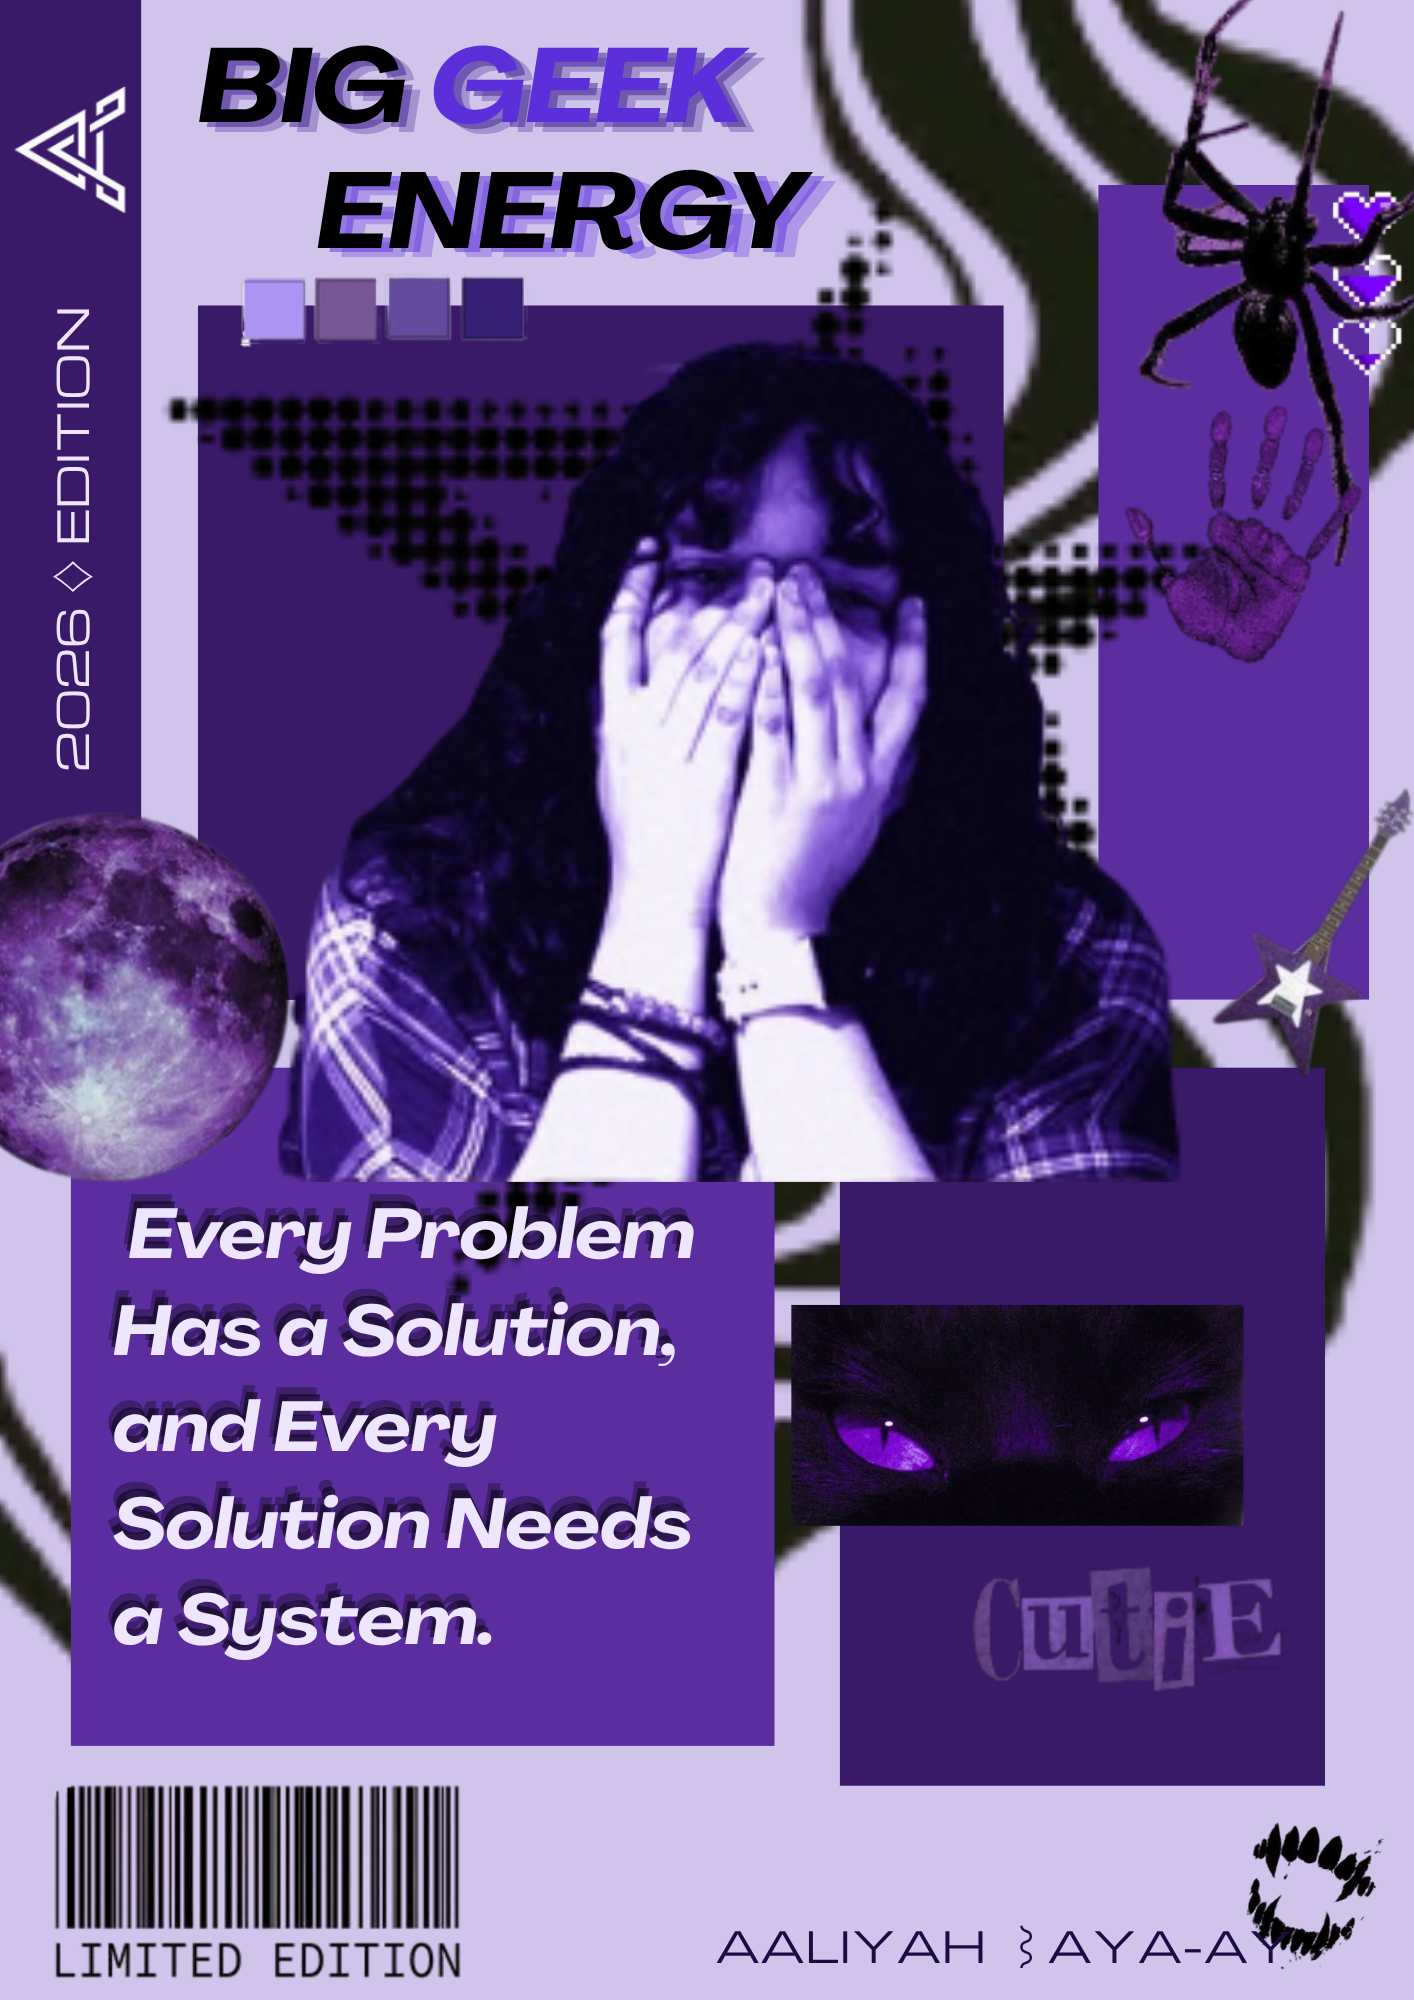 BIG GEEK
ENERGY
2026 ◇ EDITION
Every Problem
Has a Solution,
and Every
Solution Needs
a System.
CutiE
LIMITED EDITION
AALIYAH ⧙ AYA-AY